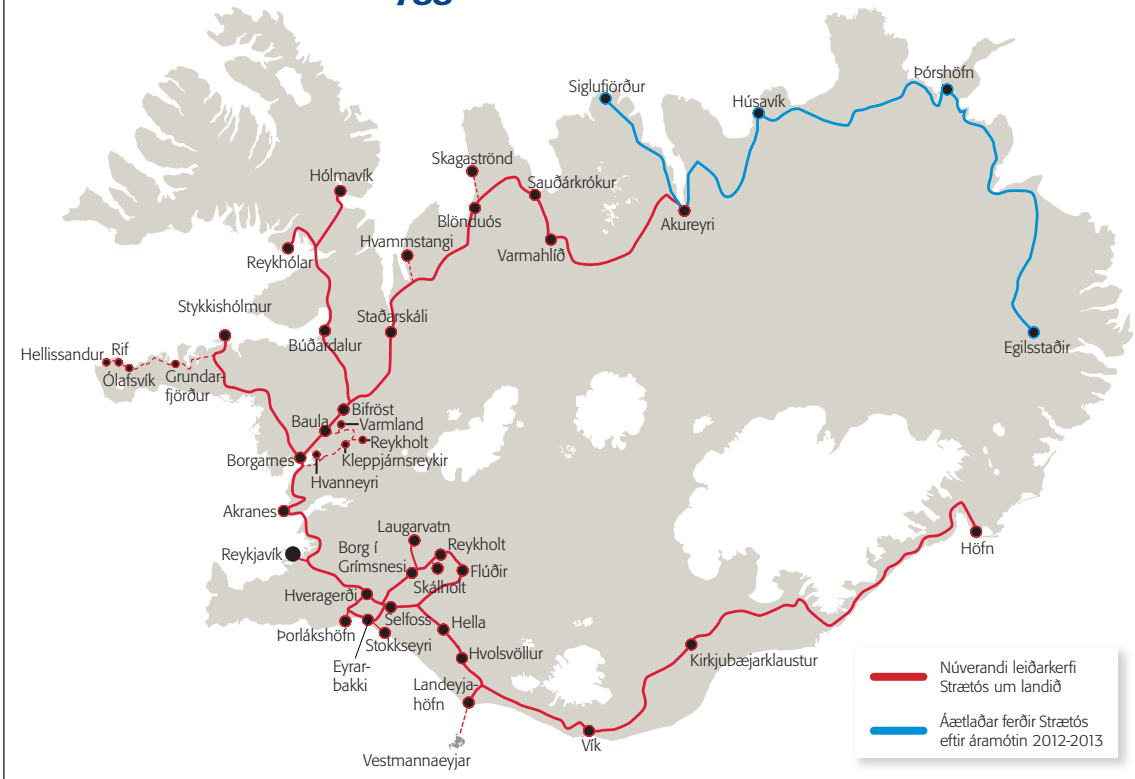 Siglufjörður
Þórshöfn
Húsavík
Skagaströnd
Hólmavík
Sauðárkrókur
Blönduós
Akureyri
Hvammstangi
Varmahlíð
Reykhólar
Stykkishólmur
Staðarskáli
Búðardalur
Egilsstaðir
Hellissandur
Rif
Ólafsvík
Grundar-
fjörður
Bifröst
Baula
Varmland
Reykholt
Borgarnes
Kleppjárnsreykir
Hvanneyri
Akranes
Laugarvatn
Reykjavík
Borg í
Grímsnesi
Reykholt
Flúðir
Skálholt
Höfn
Hveragerði
Selfoss
Þorlákshöfn
Stokkseyri
Hella
Eyrar-
bakki
Hvolsvöllur
Kirkjubæjarklaustur
Landeyja-
höfn
Vík
Vestmannaeyjar
Núverandi leiðarkerfi
Strætós um landið
Áætlaðar ferðir Strætós
eftir áramótin 2012-2013